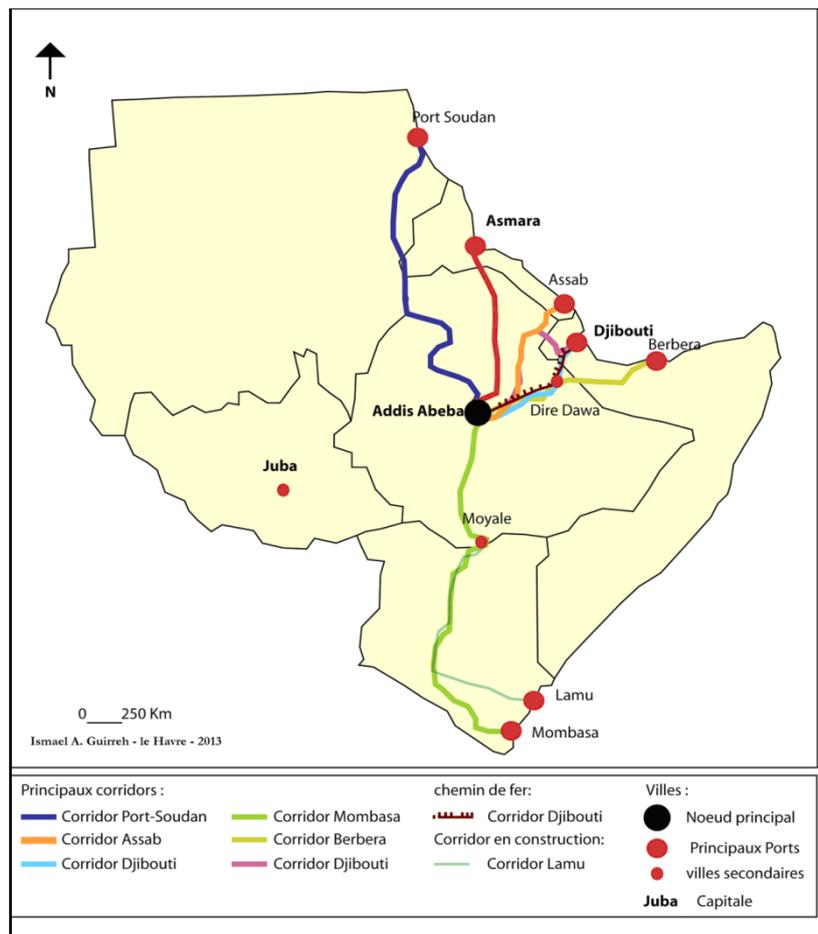 N
Port Soudan
Asmara
Assab
Djibouti
Berbera
Addis Abeba
Dire Dawa
Juba
Moyale
Lamu
Mombasa
0 250 Km
Ismael A. Guirreh - le Havre - 2013
Principaux corridors :
Corridor Port-Soudan
Corridor Assab
Corridor Djibouti
Corridor Mombasa
Corridor Berbera
Corridor Djibouti
chemin de fer:
Corridor Djibouti
Corridor en construction:
Corridor Lamu
Villes :
Noeud principal
Principaux Ports
villes secondaires
Juba Capitale